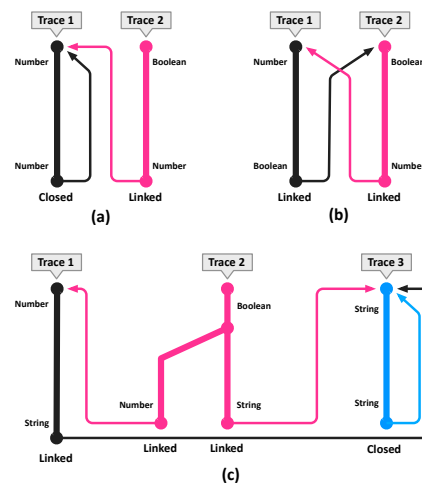 Trace 1 Trace 2
Number Boolean
Number Number
Closed Linked
(a)
Trace 1 Trace 2
Number Boolean
Boolean Number
Linked Linked
(b)
Trace 1 Trace 2 Trace 3
Number Boolean String
Number String String
String
Linked Linked Linked Closed
(c)